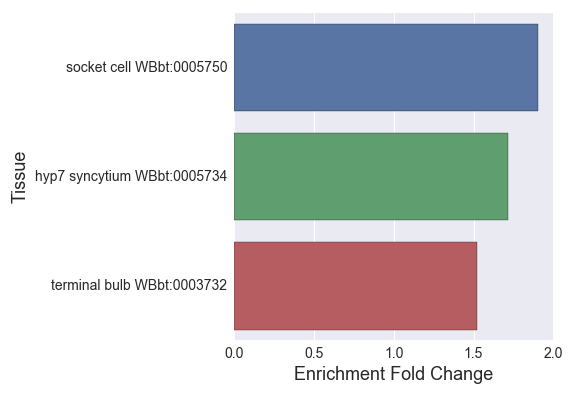 socket cell WBbt:0005750
hyp7 syncytium WBbt:0005734
terminal bulb WBbt:0003732
Tissue
0.0 0.5 1.0 1.5 2.0
Enrichment Fold Change